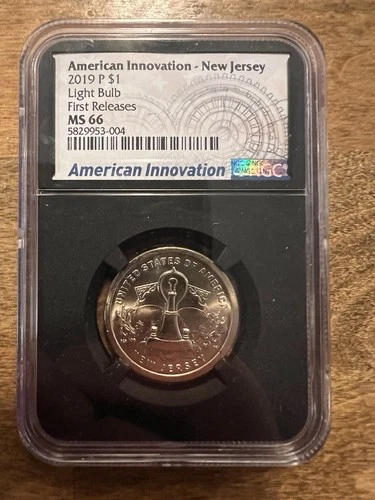 American Innovation - New Jersey
2019 P $1
Light Bulb
First Releases
MS 66
5829953-004
American Innovation
NGC
UNITED STATES OF AMERICA
NEW JERSEY